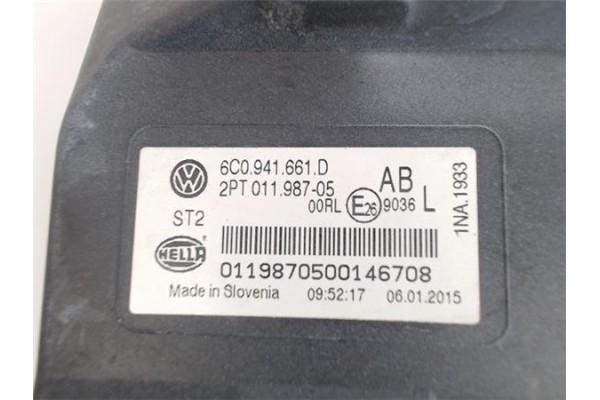 6C0.941.661.D
2PT 011.987-05
AB
00RL E26 9036 L
ST2
HELLA
0119870500146708
Made in Slovenia 09:52:17 06.01.2015
1NA.1933